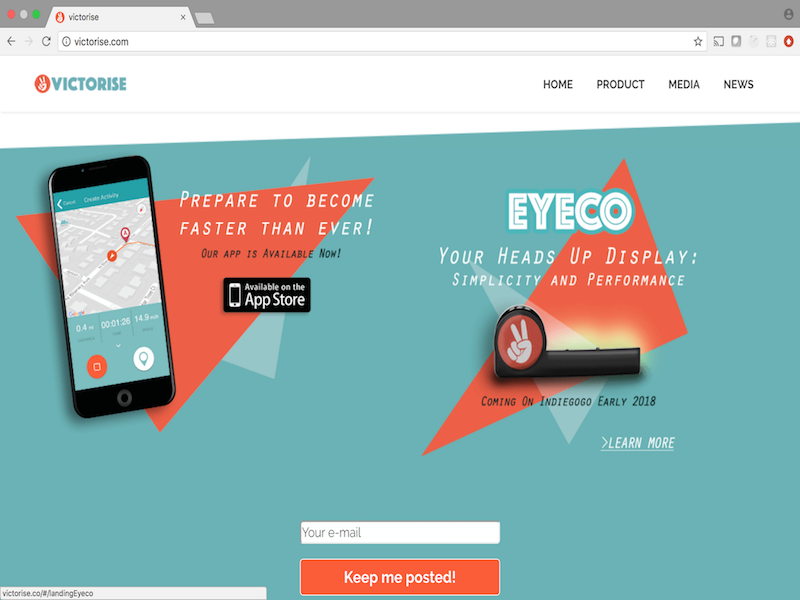 victorise
victorise.com
VICTORISE
HOME PRODUCT MEDIA NEWS
Cancel Create Activity
0.4 00:01:26 14.9
Prepare to become
faster than ever!
Our app is Available Now!
Available on the
App Store
EYECO
Your Heads Up Display:
Simplicity and Performance
Coming On Indiegogo Early 2018
>LEARN MORE
Your e-mail
Keep me posted!
victorise.co/#/landingEyeco